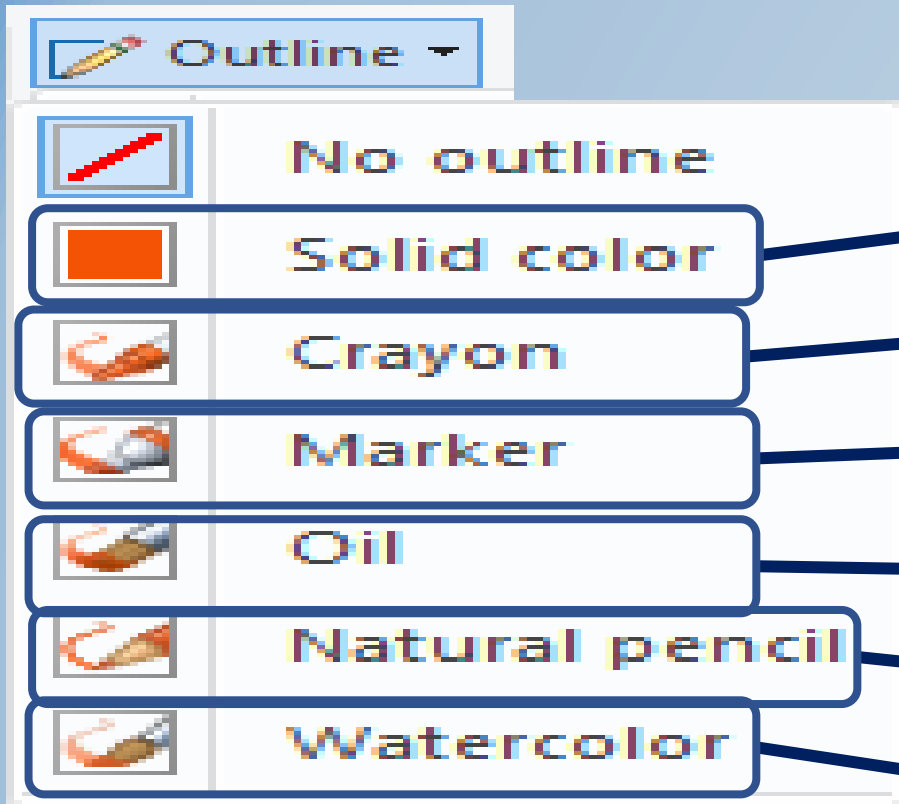 Outline
No outline
Solid color
Crayon
Marker
Oil
Natural pencil
Watercolor